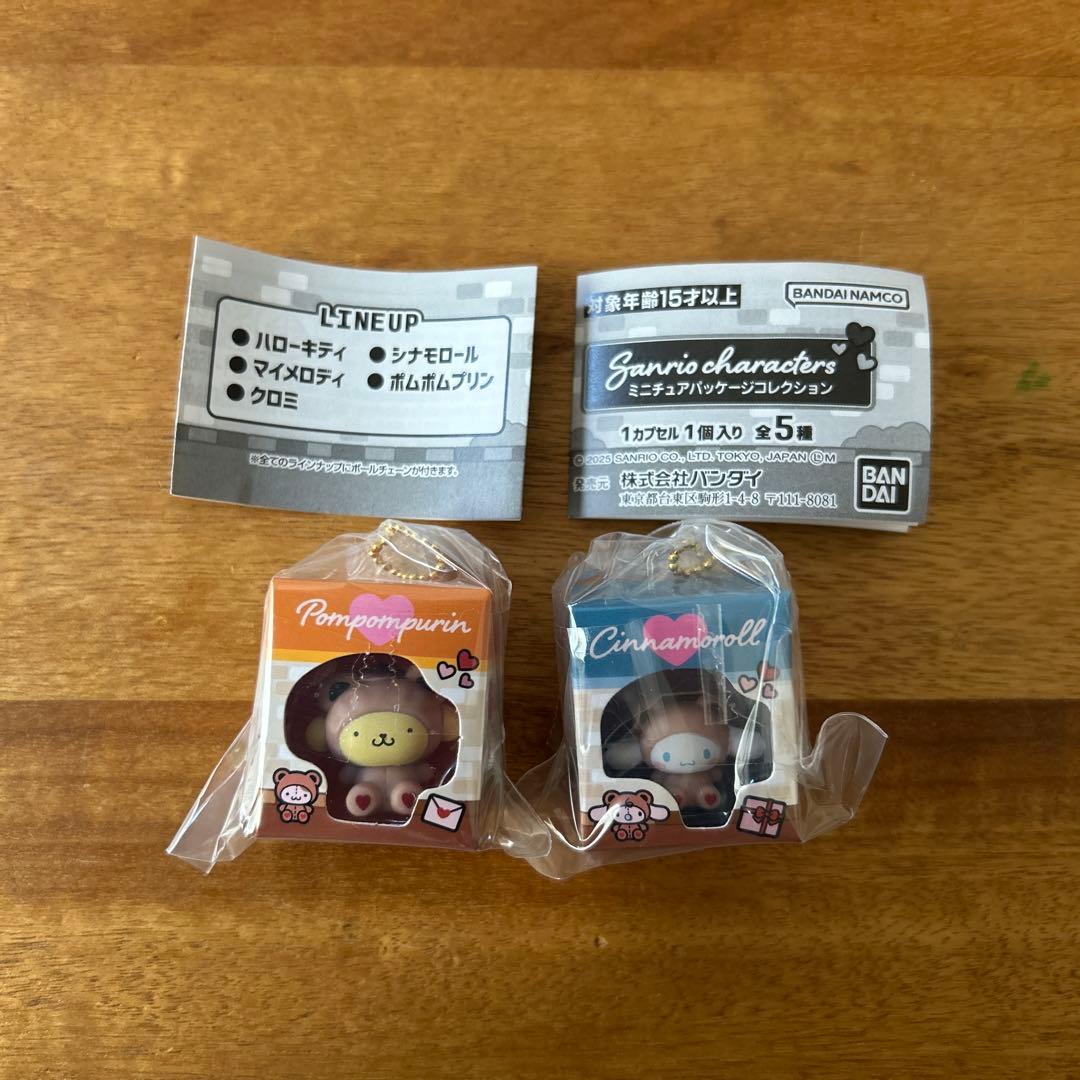 LINEUP
● ハローキティ
● マイメロディ
● クロミ
● シナモロール
● ポムポムプリン
※全てのラインナップにボールチェーンが付きます。
対象年齢15才以上
BANDAI NAMCO
Sanrio characters
ミニチュアパッケージコレクション
1カプセル 1個入り 全5種
© 2025 SANRIO CO., LTD. TOKYO, JAPAN Ⓛ M
発売元 株式会社バンダイ
東京都台東区駒形1-4-8 〒111-8081
BAN
DAI
Pompompurin
Cinnamoroll